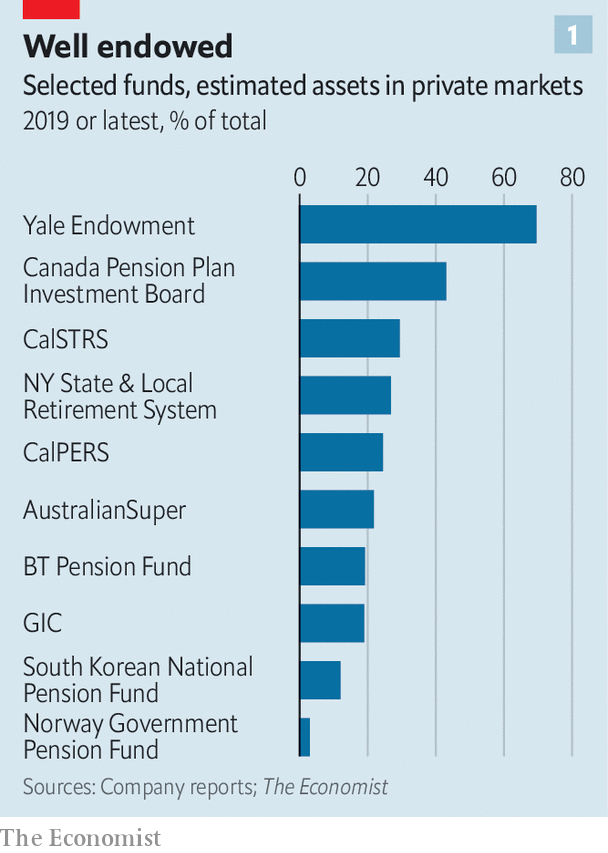 Well endowed
1
Selected funds, estimated assets in private markets
2019 or latest, % of total
0 20 40 60 80
Yale Endowment
Canada Pension Plan
Investment Board
CalSTRS
NY State & Local
Retirement System
CalPERS
AustralianSuper
BT Pension Fund
GIC
South Korean National
Pension Fund
Norway Government
Pension Fund
Sources: Company reports; The Economist
The Economist